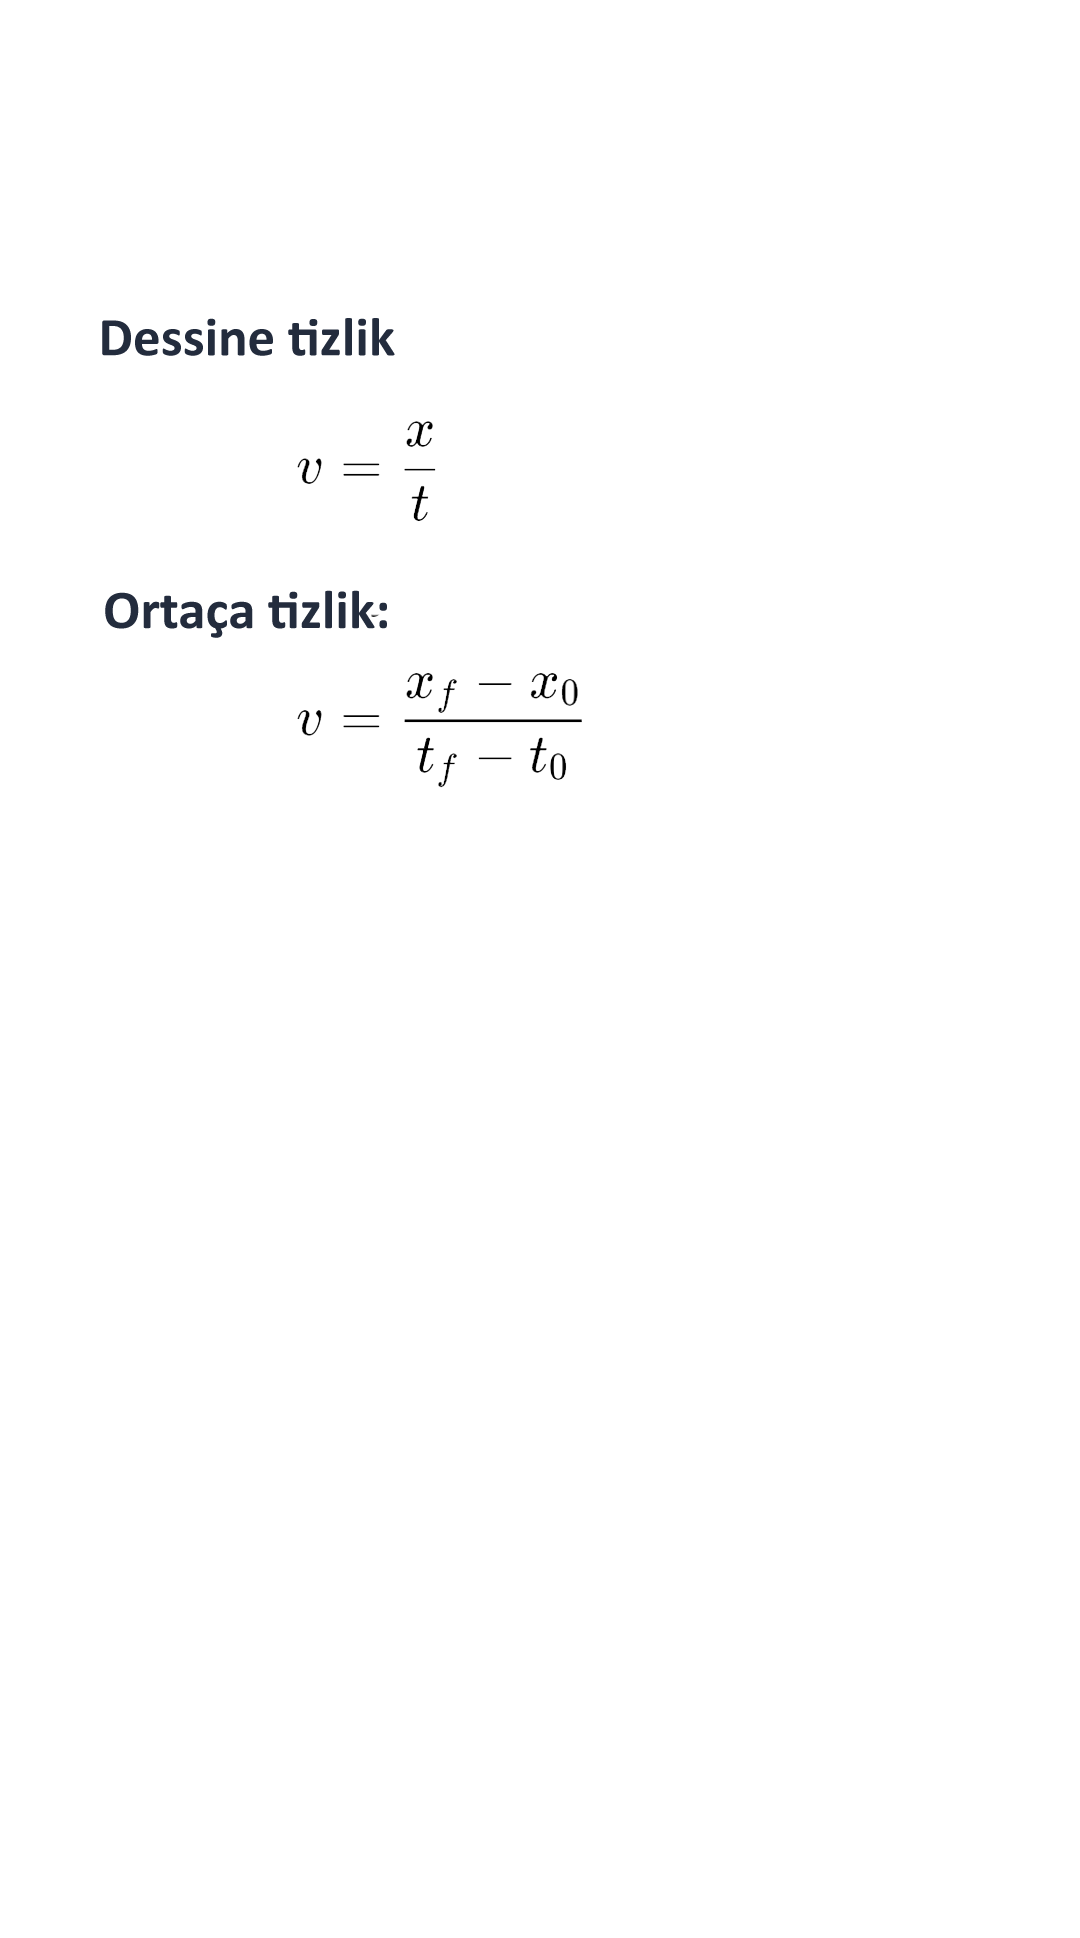 Dessine tizlik
v = x/t
Ortaça tizlik:
v = (x_f − x_0)/(t_f − t_0)